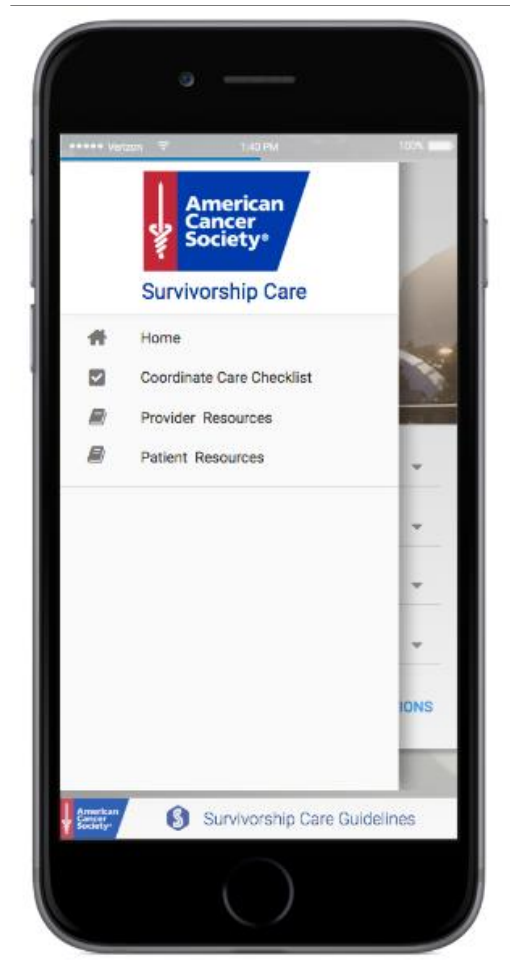 Verizon 1:43 PM 100%
American
Cancer
Society®
Survivorship Care
Home
Coordinate Care Checklist
Provider Resources
Patient Resources
IONS
American
Cancer
Society®
S Survivorship Care Guidelines